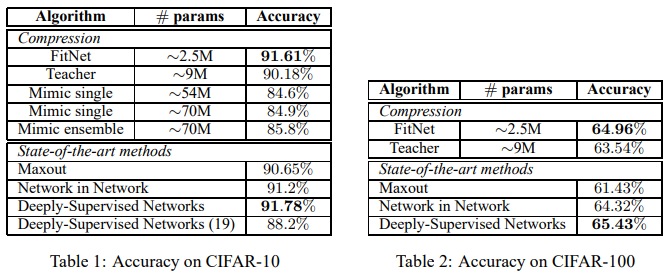 Algorithm # params Accuracy
Compression
FitNet ∼2.5M 91.61%
Teacher ∼9M 90.18%
Mimic single ∼54M 84.6%
Mimic single ∼70M 84.9%
Mimic ensemble ∼70M 85.8%
State-of-the-art methods
Maxout 90.65%
Network in Network 91.2%
Deeply-Supervised Networks 91.78%
Deeply-Supervised Networks (19) 88.2%
Table 1: Accuracy on CIFAR-10
Algorithm # params Accuracy
Compression
FitNet ∼2.5M 64.96%
Teacher ∼9M 63.54%
State-of-the-art methods
Maxout 61.43%
Network in Network 64.32%
Deeply-Supervised Networks 65.43%
Table 2: Accuracy on CIFAR-100